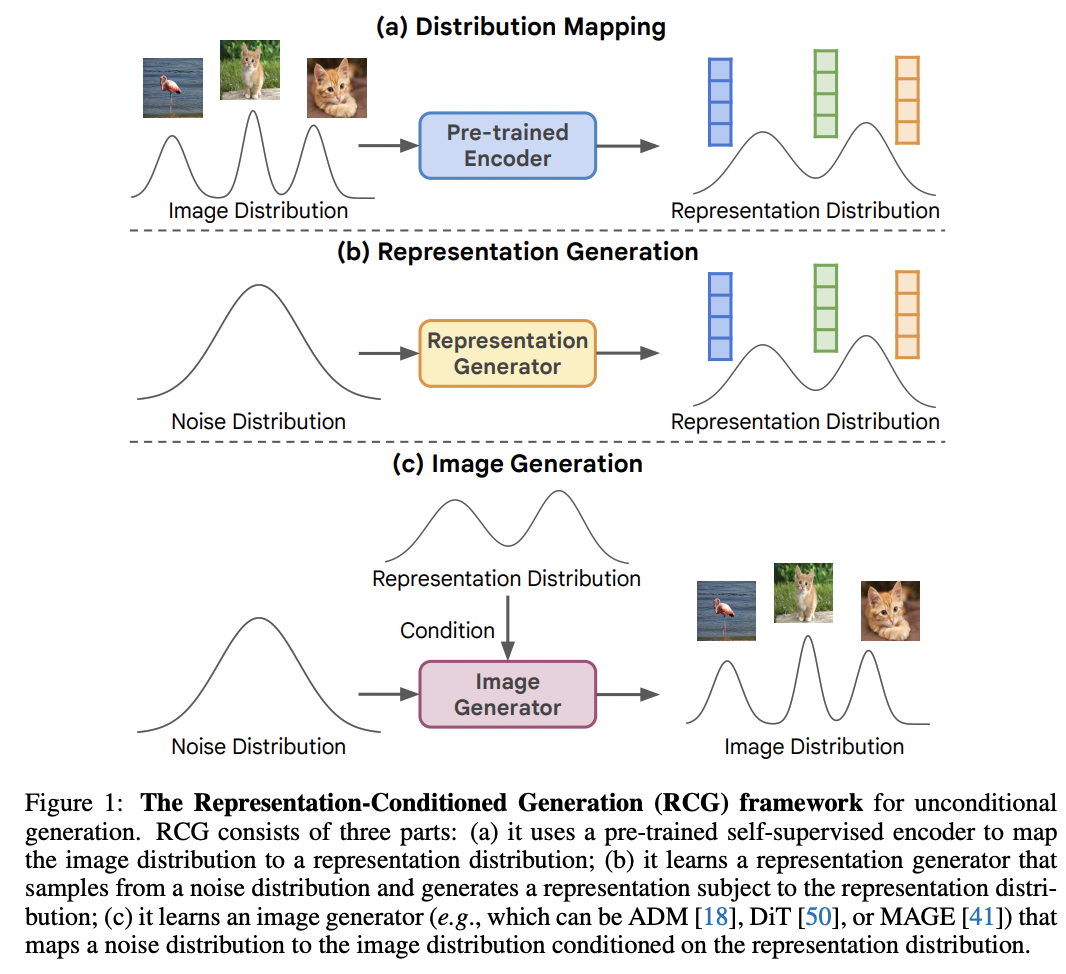 (a) Distribution Mapping
Pre-trained
Encoder
Image Distribution
Representation Distribution
(b) Representation Generation
Representation
Generator
Noise Distribution
Representation Distribution
(c) Image Generation
Representation Distribution
Condition
Image
Generator
Noise Distribution
Image Distribution
Figure 1: The Representation-Conditioned Generation (RCG) framework for unconditional
generation. RCG consists of three parts: (a) it uses a pre-trained self-supervised encoder to map
the image distribution to a representation distribution; (b) it learns a representation generator that
samples from a noise distribution and generates a representation subject to the representation distri-
bution; (c) it learns an image generator (e.g., which can be ADM [18], DiT [50], or MAGE [41]) that
maps a noise distribution to the image distribution conditioned on the representation distribution.